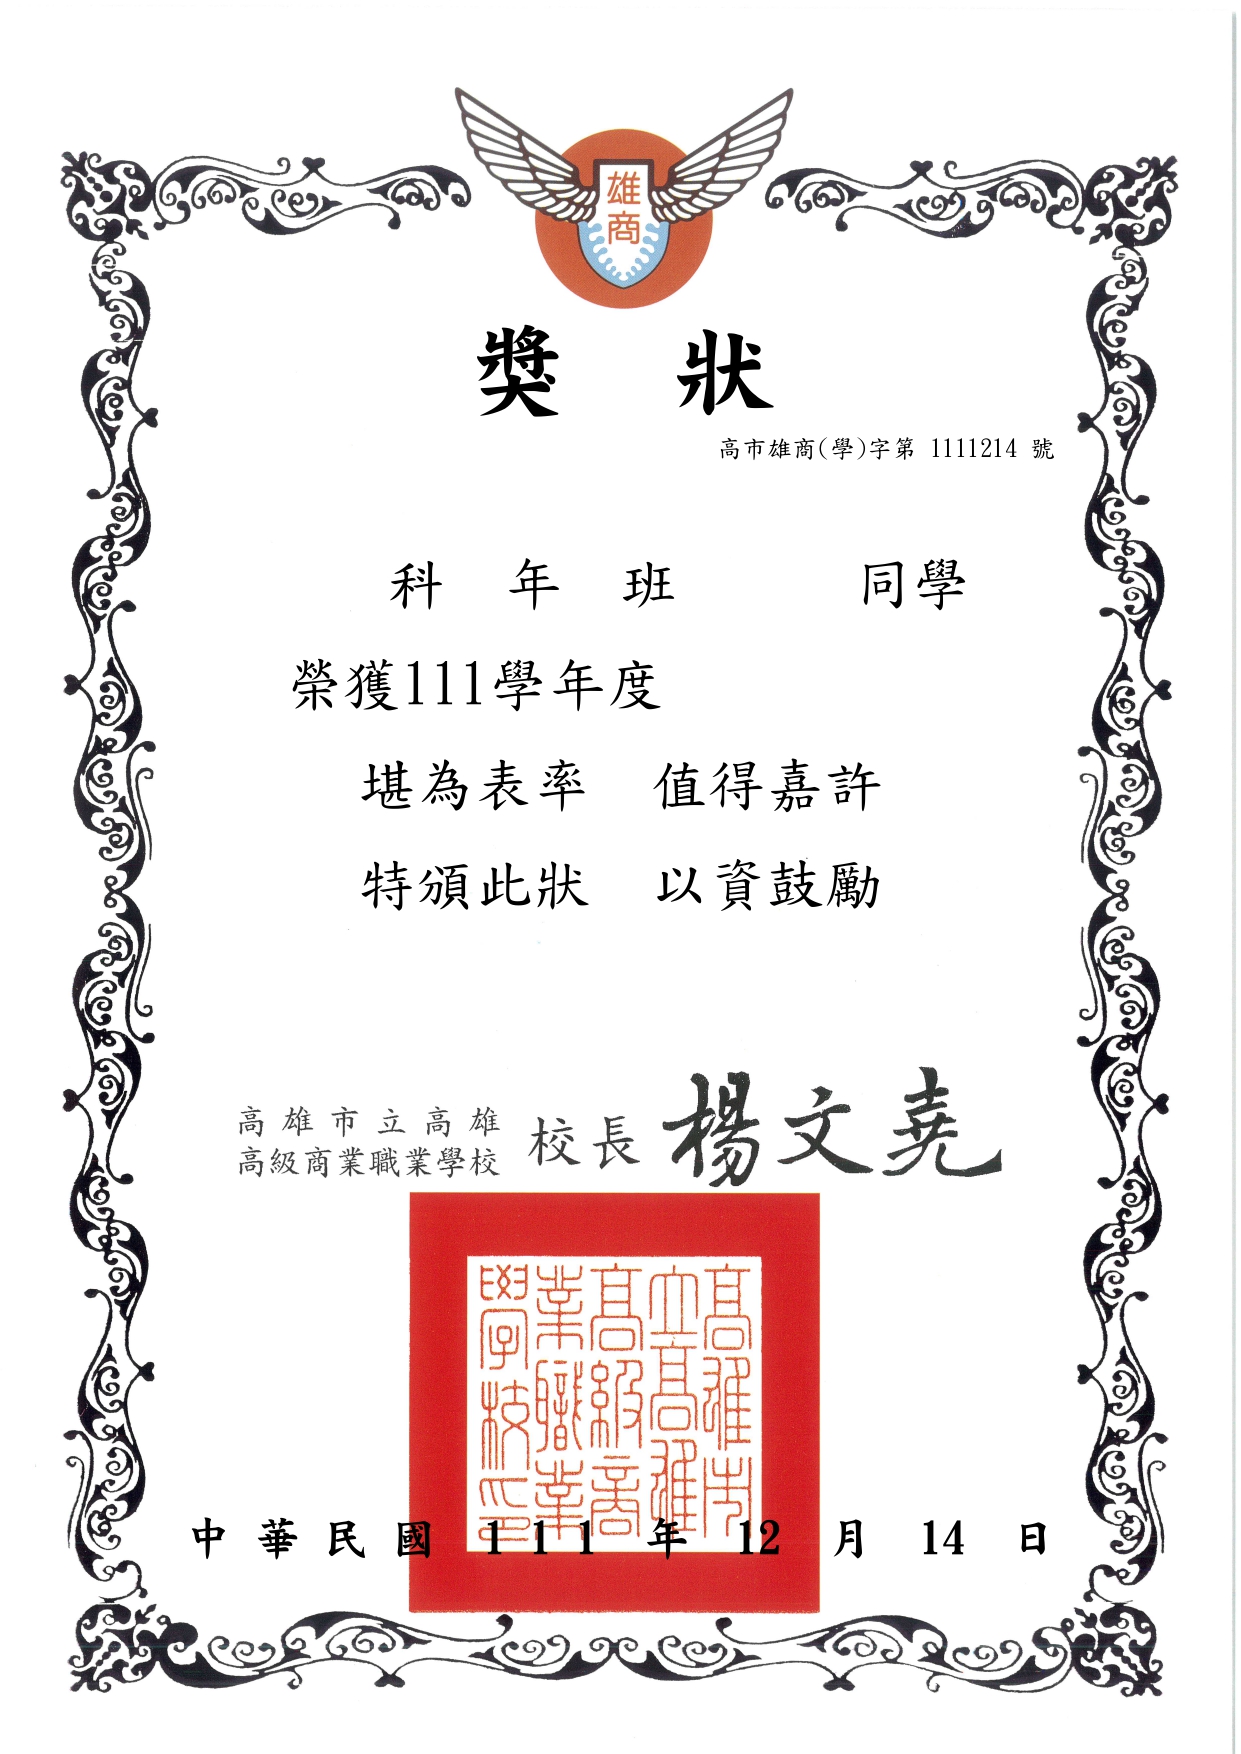 雄
商
獎 狀
高市雄商(學)字第 1111214 號
科 年 班 同學
榮獲111學年度
堪為表率 值得嘉許
特頒此狀 以資鼓勵
高雄市立高雄
高級商業職業學校
校長 楊文堯
高雄市
立高雄
高級商
業職業
學校印
中華民國 111 年 12 月 14 日